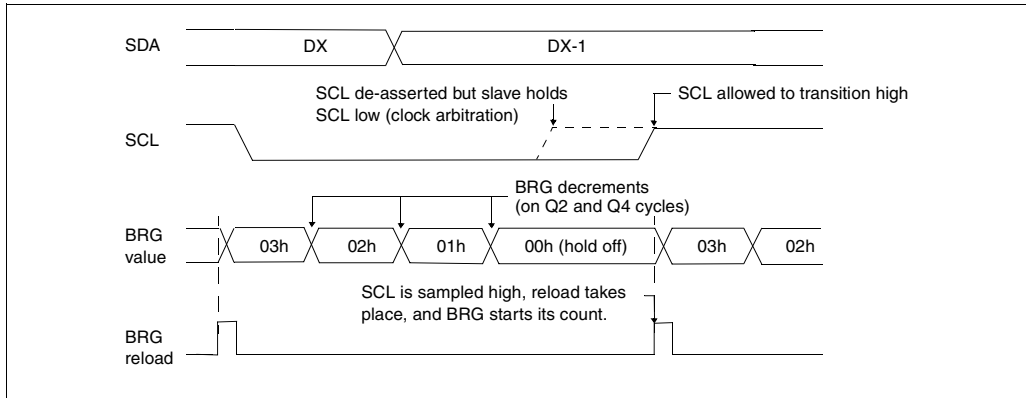 SDA
DX
DX-1
SCL de-asserted but slave holds
SCL low (clock arbitration)
SCL allowed to transition high
SCL
BRG decrements
(on Q2 and Q4 cycles)
BRG
value
03h
02h
01h
00h (hold off)
03h
02h
SCL is sampled high, reload takes
place, and BRG starts its count.
BRG
reload